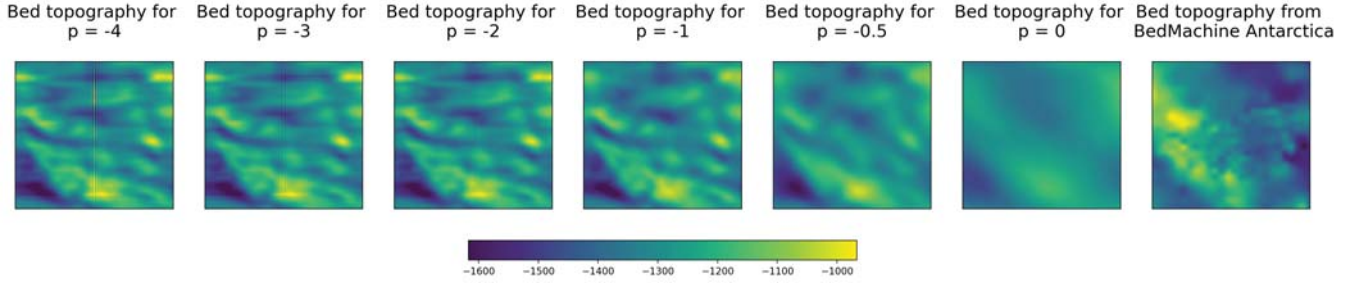 Bed topography for
p = -4
Bed topography for
p = -3
Bed topography for
p = -2
Bed topography for
p = -1
Bed topography for
p = -0.5
Bed topography for
p = 0
Bed topography from
BedMachine Antarctica
−1600 −1500 −1400 −1300 −1200 −1100 −1000